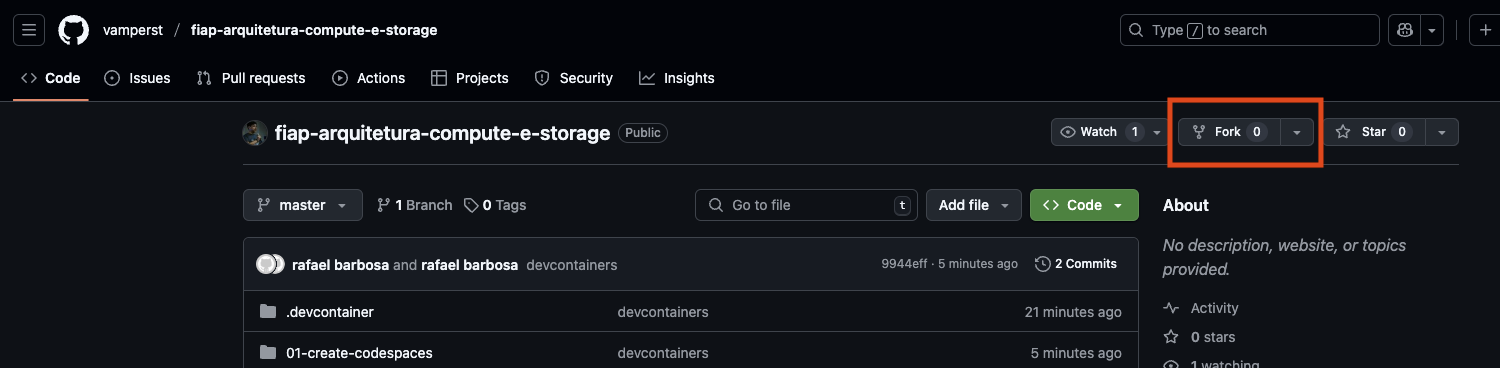 vamperst / fiap-arquitetura-compute-e-storage Type / to search
Code Issues Pull requests Actions Projects Security Insights
fiap-arquitetura-compute-e-storage Public Watch 1 Fork 0 Star 0
master 1 Branch 0 Tags Go to file t Add file Code About
No description, website, or topics
provided.
rafael barbosa and rafael barbosa devcontainers 9944eff · 5 minutes ago 2 Commits
.devcontainer devcontainers 21 minutes ago Activity
0 stars
01-create-codespaces devcontainers 5 minutes ago
1 watching